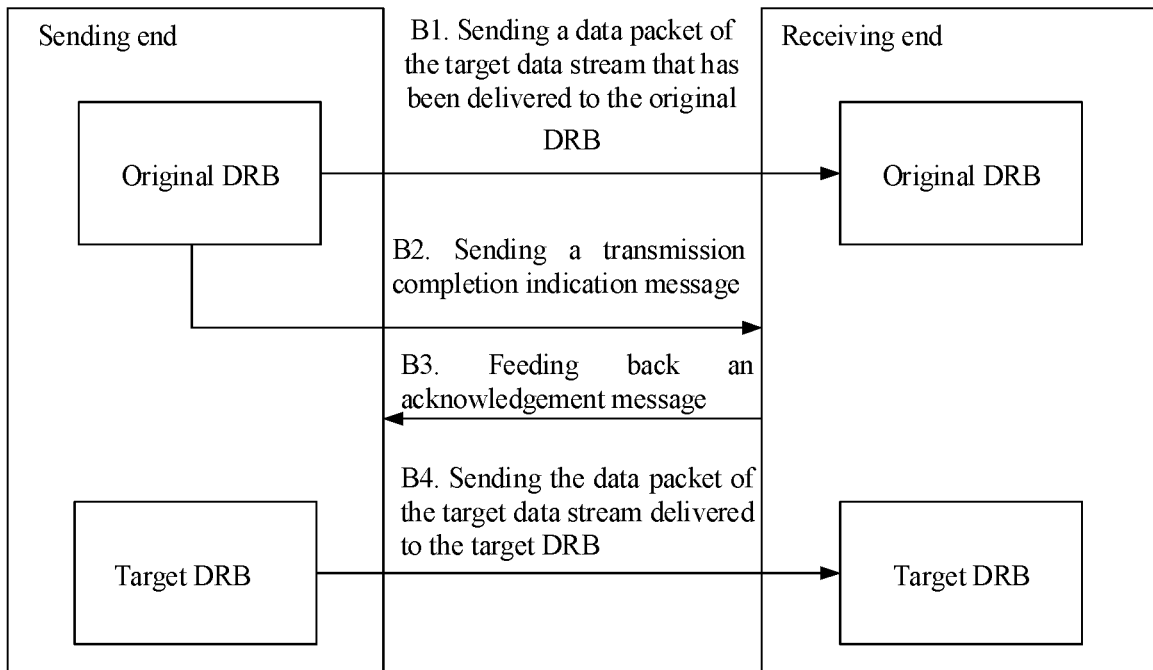 Sending end
B1. Sending a data packet of
the target data stream that has
been delivered to the original
DRB
Receiving end
Original DRB
Original DRB
B2. Sending a transmission
completion indication message
B3. Feeding back an
acknowledgement message
B4. Sending the data packet of
the target data stream delivered
to the target DRB
Target DRB
Target DRB